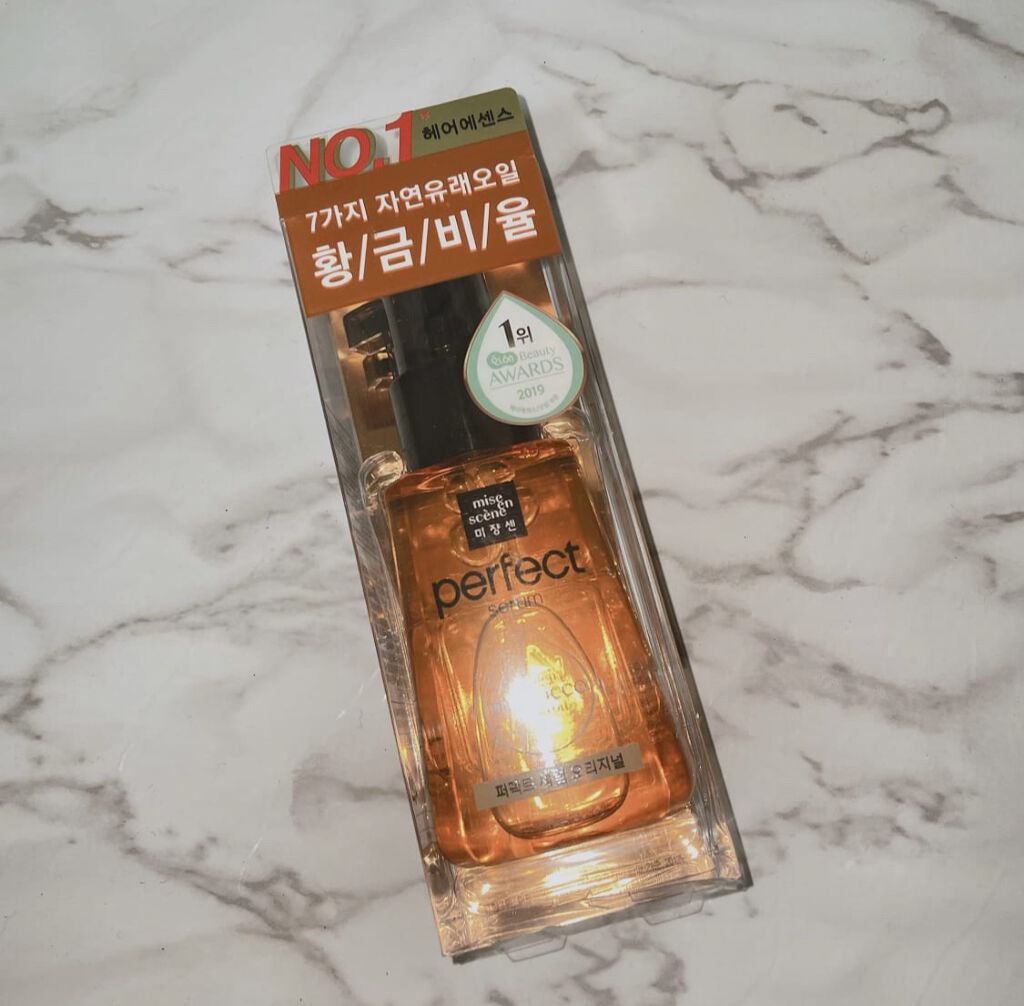 NO.1
헤어에센스
7가지 자연유래오일
황/금/비/율
1위
Beauty
AWARDS
2019
mise
en
scène
미쟝센
perfect
serum
퍼펙트 세럼 오리지널